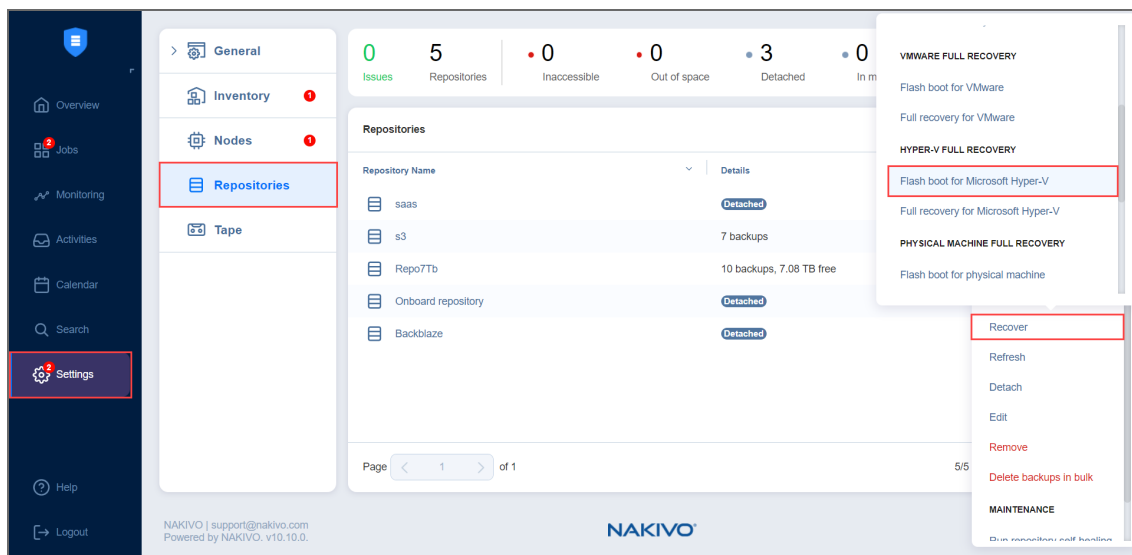 Overview
2
Jobs
Monitoring
Activities
Calendar
Search
2
Settings
Help
Logout
General
Inventory 1
Nodes 1
Repositories
Tape
0 5 0 0 3 0
Issues Repositories Inaccessible Out of space Detached In m
Repositories
Repository Name Details
saas Detached
s3 7 backups
Repo7Tb 10 backups, 7.08 TB free
Onboard repository Detached
Backblaze Detached
Page 1 of 1 5/5
VMWARE FULL RECOVERY
Flash boot for VMware
Full recovery for VMware
HYPER-V FULL RECOVERY
Flash boot for Microsoft Hyper-V
Full recovery for Microsoft Hyper-V
PHYSICAL MACHINE FULL RECOVERY
Flash boot for physical machine
Recover
Refresh
Detach
Edit
Remove
Delete backups in bulk
MAINTENANCE
Run repository self-healing
NAKIVO | support@nakivo.com
Powered by NAKIVO. v10.10.0.
NAKIVO®